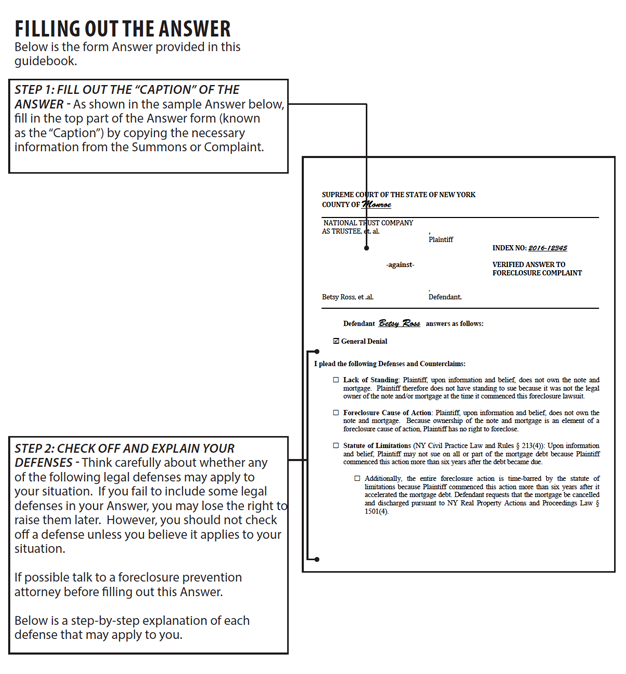 FILLING OUT THE ANSWER
Below is the form Answer provided in this
guidebook.
STEP 1: FILL OUT THE “CAPTION” OF THE
ANSWER - As shown in the sample Answer below,
fill in the top part of the Answer form (known
as the “Caption”) by copying the necessary
information from the Summons or Complaint.
SUPREME COURT OF THE STATE OF NEW YORK
COUNTY OF Monroe
NATIONAL TRUST COMPANY
AS TRUSTEE, et. al. ,
Plaintiff
INDEX NO: 2016-12345
-against-
VERIFIED ANSWER TO
FORECLOSURE COMPLAINT
,
Betsy Ross, et .al. Defendant.
Defendant Betsy Ross answers as follows:
☑ General Denial
I plead the following Defenses and Counterclaims:
☐ Lack of Standing: Plaintiff, upon information and belief, does not own the note and
mortgage. Plaintiff therefore does not have standing to sue because it was not the legal
owner of the note and/or mortgage at the time it commenced this foreclosure lawsuit.
☐ Foreclosure Cause of Action: Plaintiff, upon information and belief, does not own the
note and mortgage. Because ownership of the note and mortgage is an element of a
foreclosure cause of action, Plaintiff has no right to foreclose.
☐ Statute of Limitations (NY Civil Practice Law and Rules § 213(4)): Upon information
and belief, Plaintiff may not sue on all or part of the mortgage debt because Plaintiff
commenced this action more than six years after the debt became due.
☐ Additionally, the entire foreclosure action is time-barred by the statute of
limitations because Plaintiff commenced this action more than six years after it
accelerated the mortgage debt. Defendant requests that the mortgage be cancelled
and discharged pursuant to NY Real Property Actions and Proceedings Law §
1501(4).
STEP 2: CHECK OFF AND EXPLAIN YOUR
DEFENSES - Think carefully about whether any
of the following legal defenses may apply to
your situation. If you fail to include some legal
defenses in your Answer, you may lose the right to
raise them later. However, you should not check
off a defense unless you believe it applies to your
situation.
If possible talk to a foreclosure prevention
attorney before filling out this Answer.
Below is a step-by-step explanation of each
defense that may apply to you.